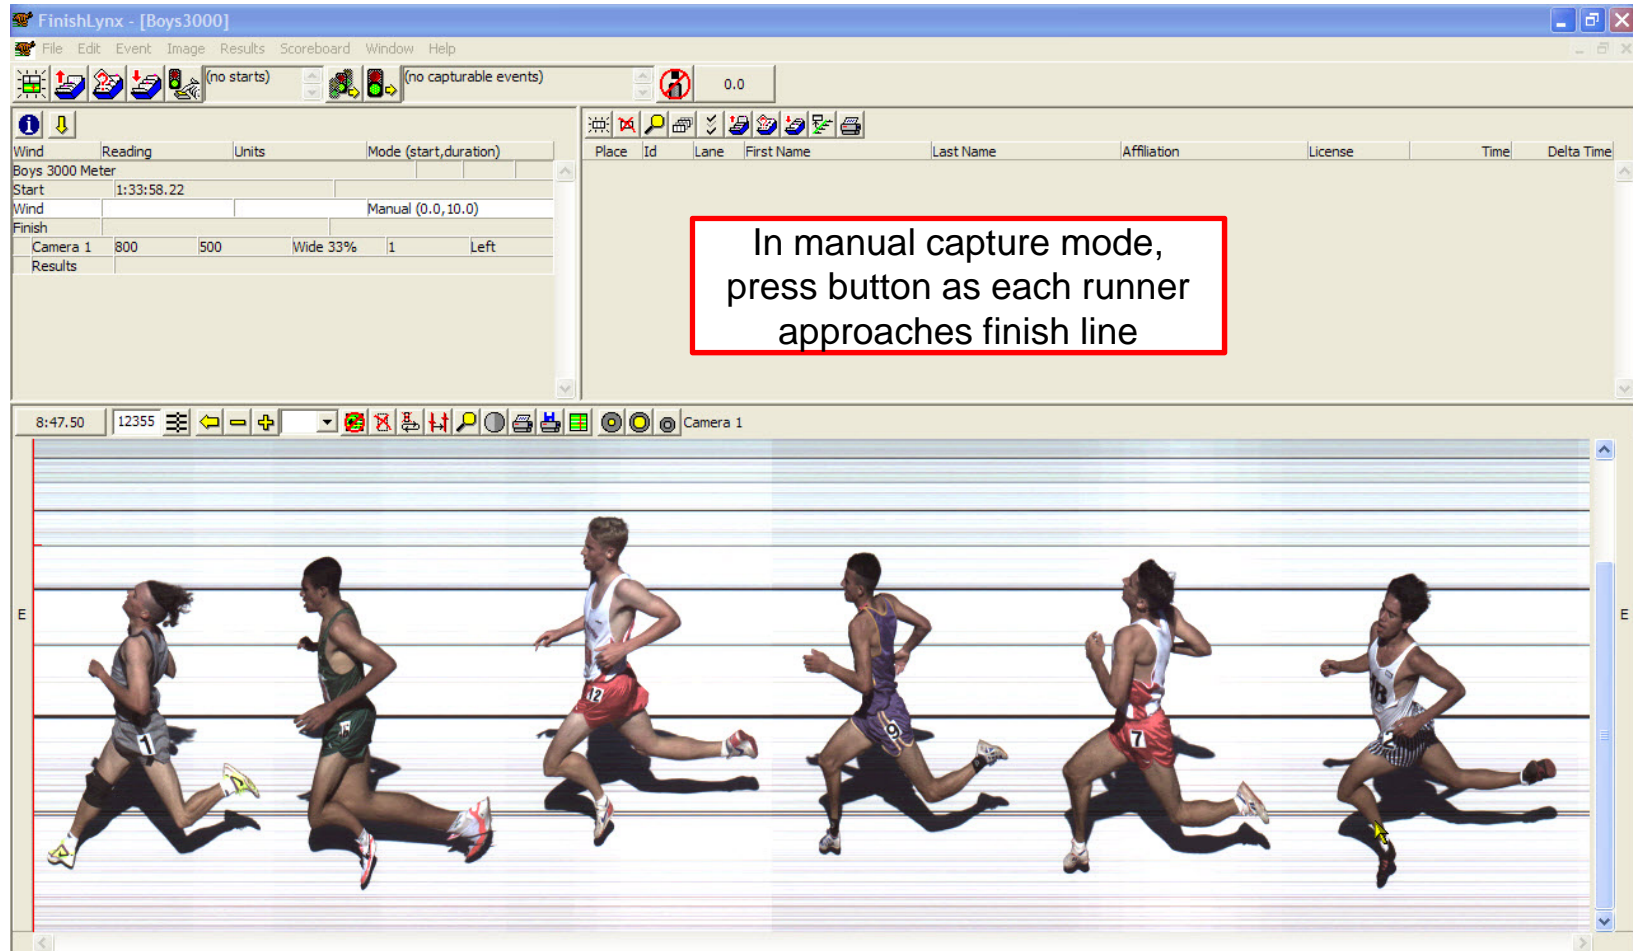 FinishLynx - [Boys3000]
File Edit Event Image Results Scoreboard Window Help
(no starts) (no capturable events) 0.0
Wind Reading Units Mode (start,duration)
Boys 3000 Meter
Start 1:33:58.22
Wind Manual (0.0,10.0)
Finish
Camera 1 800 500 Wide 33% 1 Left
Results
Place Id Lane First Name Last Name Affiliation License Time Delta Time
In manual capture mode,
press button as each runner
approaches finish line
8:47.50 12355 Camera 1
E E
1 12 9 7 2